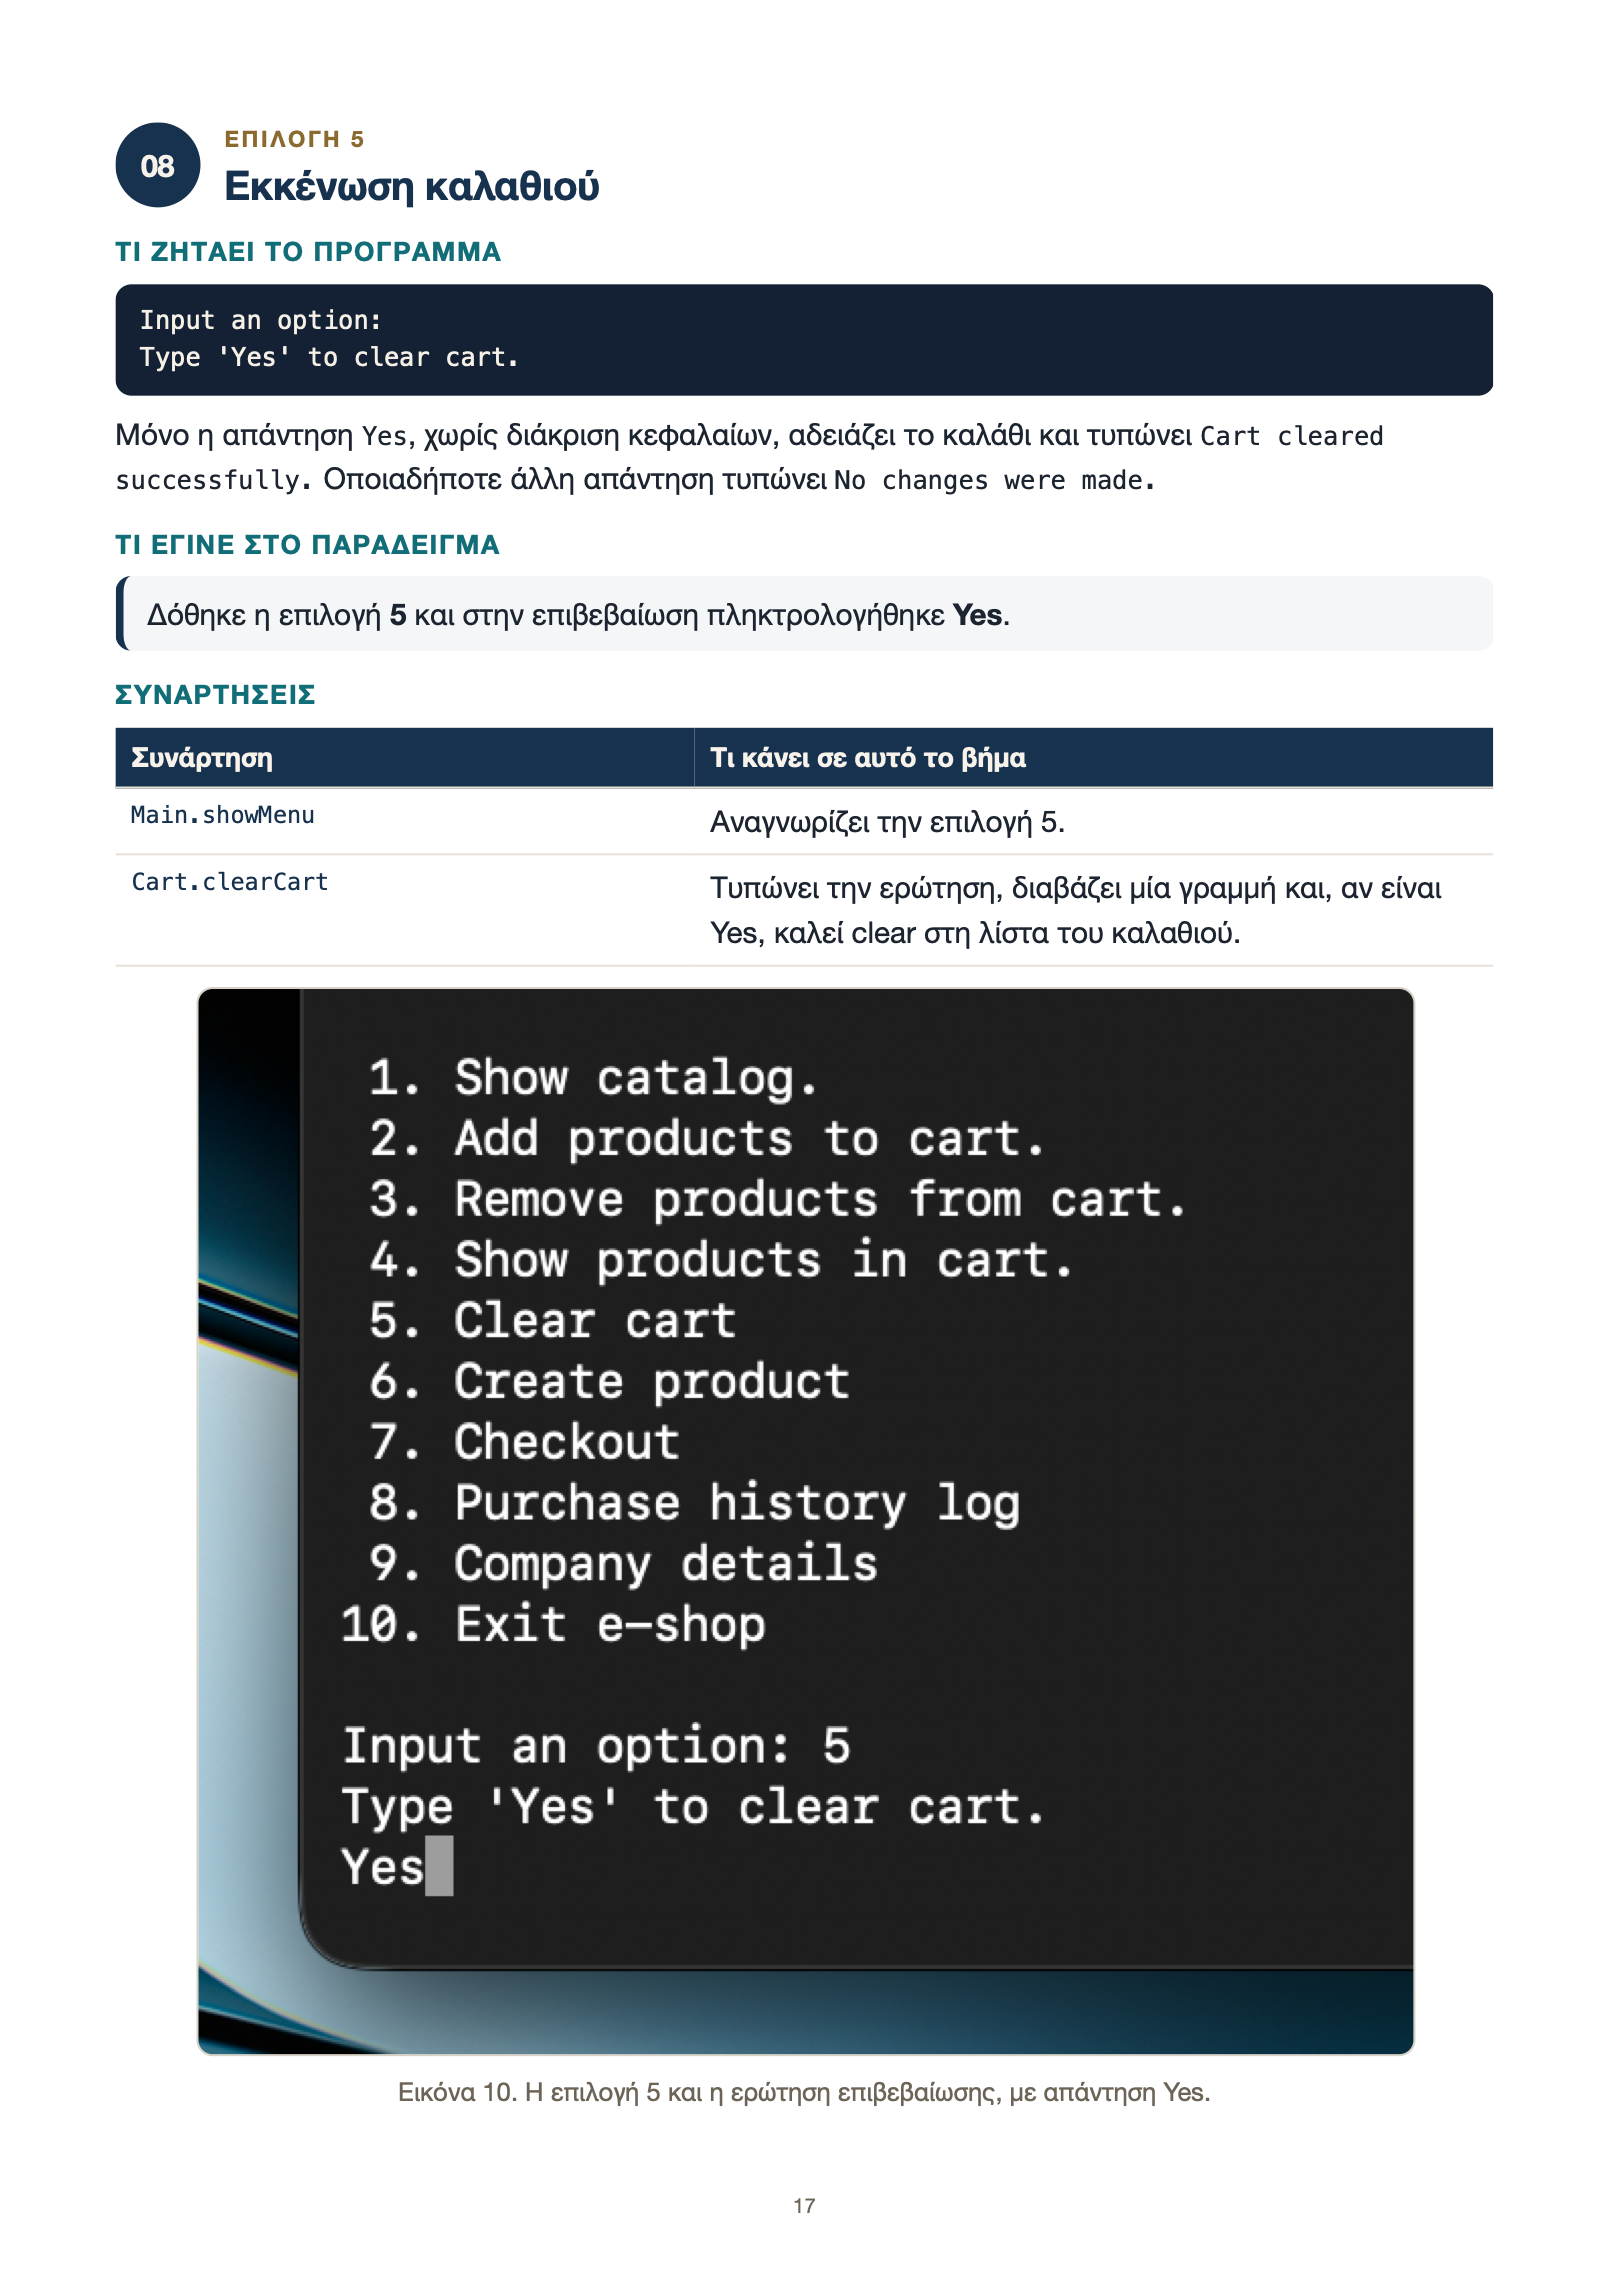 08
ΕΠΙΛΟΓΗ 5
Εκκένωση καλαθιού
ΤΙ ΖΗΤΑΕΙ ΤΟ ΠΡΟΓΡΑΜΜΑ
Input an option:
Type 'Yes' to clear cart.
Μόνο η απάντηση Yes, χωρίς διάκριση κεφαλαίων, αδειάζει το καλάθι και τυπώνει Cart cleared
successfully. Οποιαδήποτε άλλη απάντηση τυπώνει No changes were made.
ΤΙ ΕΓΙΝΕ ΣΤΟ ΠΑΡΑΔΕΙΓΜΑ
Δόθηκε η επιλογή 5 και στην επιβεβαίωση πληκτρολογήθηκε Yes.
ΣΥΝΑΡΤΗΣΕΙΣ
Συνάρτηση Τι κάνει σε αυτό το βήμα
Main.showMenu Αναγνωρίζει την επιλογή 5.
Cart.clearCart Τυπώνει την ερώτηση, διαβάζει μία γραμμή και, αν είναι
Yes, καλεί clear στη λίστα του καλαθιού.
1. Show catalog.
2. Add products to cart.
3. Remove products from cart.
4. Show products in cart.
5. Clear cart
6. Create product
7. Checkout
8. Purchase history log
9. Company details
10. Exit e-shop
Input an option: 5
Type 'Yes' to clear cart.
Yes
Εικόνα 10. Η επιλογή 5 και η ερώτηση επιβεβαίωσης, με απάντηση Yes.
17